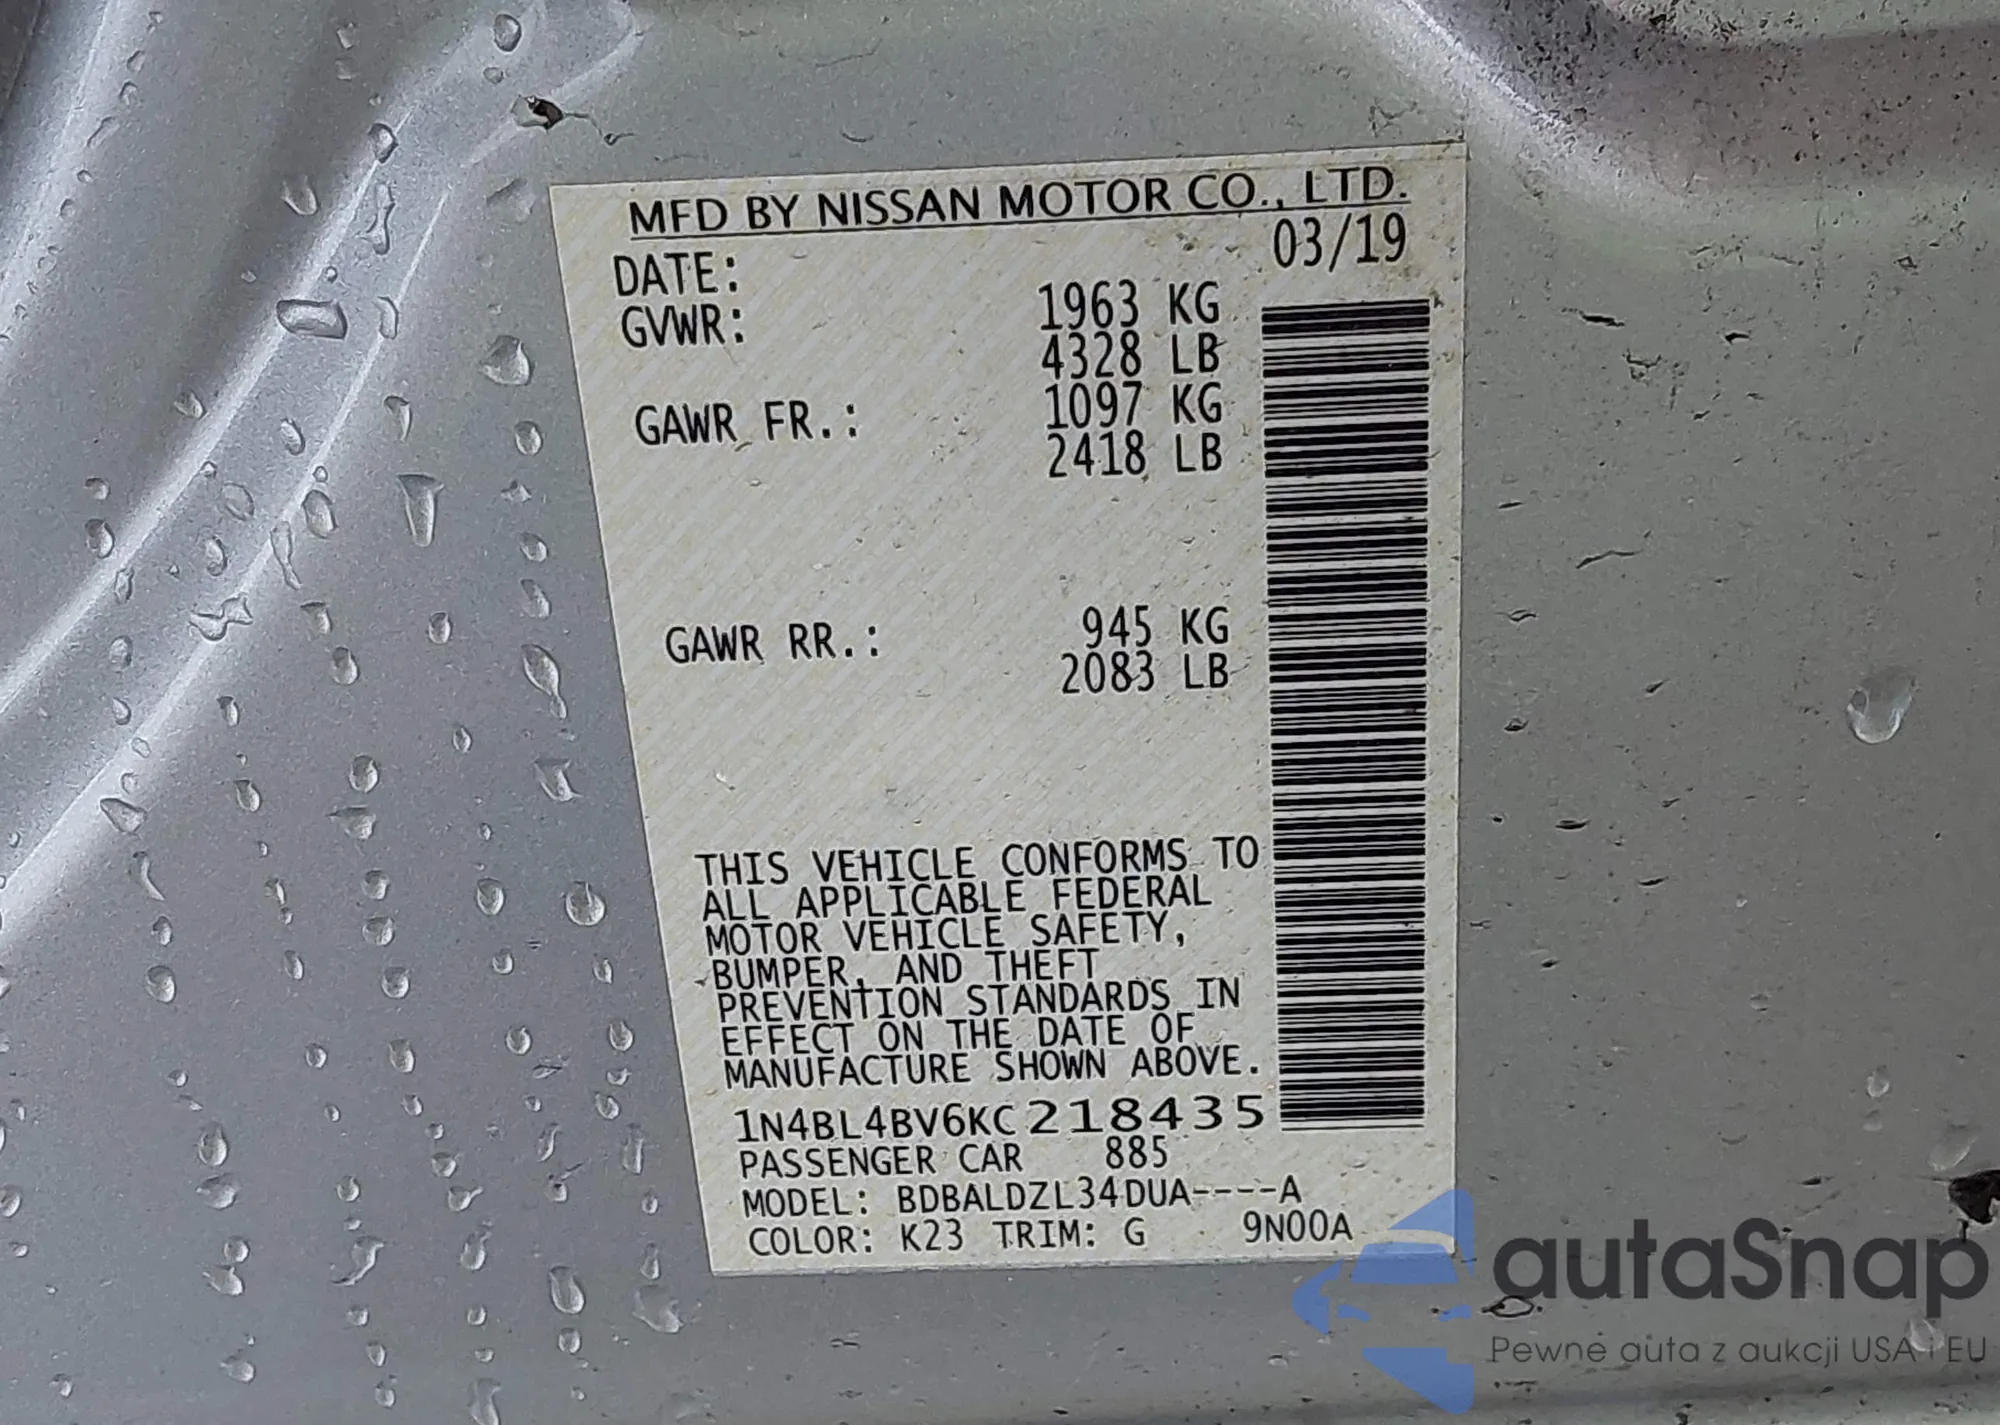 MFD BY NISSAN MOTOR CO., LTD.
DATE: 03/19
GVWR: 1963 KG
4328 LB
GAWR FR.: 1097 KG
2418 LB
GAWR RR.: 945 KG
2083 LB
THIS VEHICLE CONFORMS TO
ALL APPLICABLE FEDERAL
MOTOR VEHICLE SAFETY,
BUMPER, AND THEFT
PREVENTION STANDARDS IN
EFFECT ON THE DATE OF
MANUFACTURE SHOWN ABOVE.
1N4BL4BV6KC218435
PASSENGER CAR 885
MODEL: BDBALDZL34DUA----A
COLOR: K23 TRIM: G 9N00A
autaSnap
Pewne auta z aukcji USA i EU